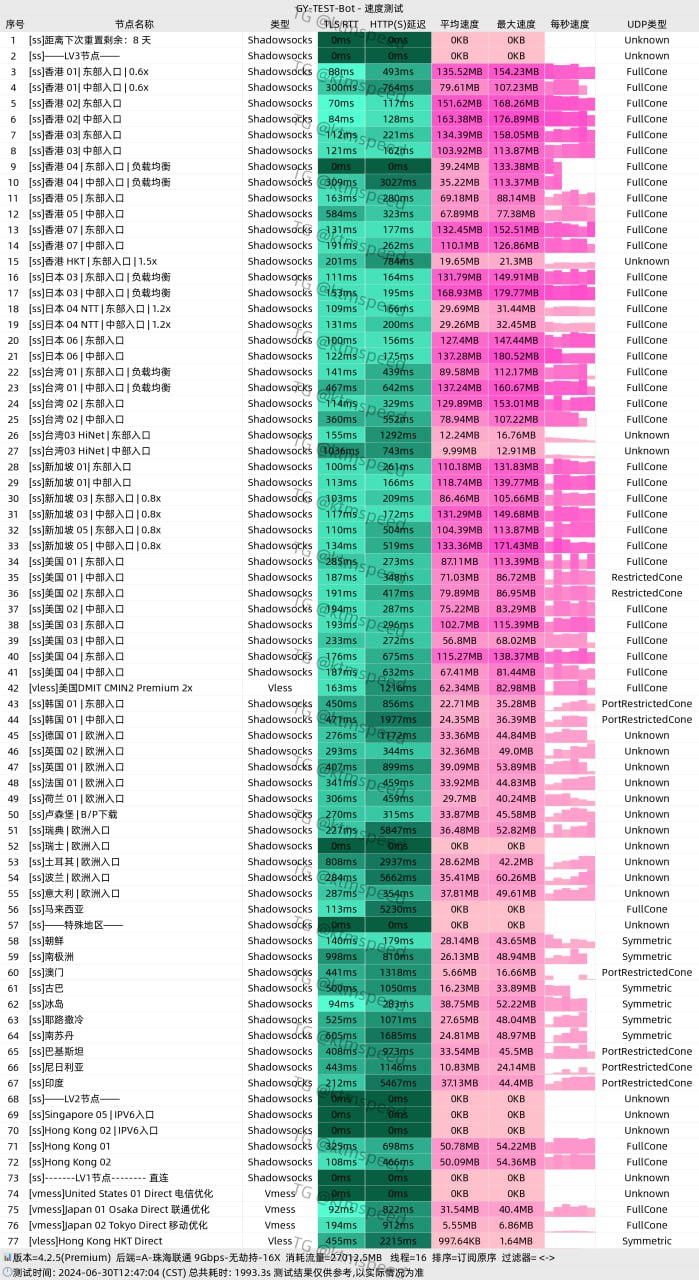 GY-TEST-Bot - 速度测试
序号 节点名称 类型 TLS RTT HTTP(S)延迟 平均速度 最大速度 每秒速度 UDP类型
1 [ss]距离下次重置剩余：8 天 Shadowsocks 0ms 0ms 0KB 0KB Unknown
2 [ss]——LV3节点—— Shadowsocks 0ms 0ms 0KB 0KB Unknown
3 [ss]香港 01|东部入口|0.6x Shadowsocks 88ms 493ms 135.52MB 154.23MB FullCone
4 [ss]香港 01|中部入口|0.6x Shadowsocks 300ms 764ms 79.61MB 107.23MB FullCone
5 [ss]香港 02|东部入口 Shadowsocks 70ms 117ms 151.62MB 168.26MB FullCone
6 [ss]香港 02|中部入口 Shadowsocks 84ms 128ms 163.38MB 176.89MB FullCone
7 [ss]香港 03|东部入口 Shadowsocks 112ms 221ms 134.39MB 158.05MB FullCone
8 [ss]香港 03|中部入口 Shadowsocks 121ms 162ms 103.92MB 113.87MB FullCone
9 [ss]香港 04|东部入口|负载均衡 Shadowsocks 0ms 0ms 39.24MB 133.38MB FullCone
10 [ss]香港 04|中部入口|负载均衡 Shadowsocks 309ms 3027ms 35.22MB 113.37MB FullCone
11 [ss]香港 05|东部入口 Shadowsocks 163ms 280ms 69.18MB 88.14MB FullCone
12 [ss]香港 05|中部入口 Shadowsocks 584ms 323ms 67.89MB 77.38MB FullCone
13 [ss]香港 07|东部入口 Shadowsocks 131ms 177ms 132.45MB 152.51MB FullCone
14 [ss]香港 07|中部入口 Shadowsocks 191ms 262ms 110.1MB 126.86MB FullCone
15 [ss]香港 HKT|东部入口|1.5x Shadowsocks 201ms 784ms 19.65MB 21.3MB Unknown
16 [ss]日本 03|东部入口|负载均衡 Shadowsocks 111ms 164ms 131.79MB 149.91MB FullCone
17 [ss]日本 03|中部入口|负载均衡 Shadowsocks 153ms 195ms 168.93MB 179.77MB FullCone
18 [ss]日本 04 NTT|东部入口|1.2x Shadowsocks 109ms 166ms 29.69MB 31.44MB FullCone
19 [ss]日本 04 NTT|中部入口|1.2x Shadowsocks 131ms 200ms 29.26MB 32.45MB FullCone
20 [ss]日本 06|东部入口 Shadowsocks 100ms 156ms 127.4MB 147.44MB FullCone
21 [ss]日本 06|中部入口 Shadowsocks 122ms 175ms 137.28MB 180.52MB FullCone
22 [ss]台湾 01|东部入口|负载均衡 Shadowsocks 141ms 439ms 89.58MB 112.17MB FullCone
23 [ss]台湾 01|中部入口|负载均衡 Shadowsocks 467ms 642ms 137.24MB 160.67MB FullCone
24 [ss]台湾 02|东部入口 Shadowsocks 114ms 329ms 129.89MB 153.01MB FullCone
25 [ss]台湾 02|中部入口 Shadowsocks 360ms 552ms 78.94MB 107.22MB FullCone
26 [ss]台湾03 HiNet|东部入口 Shadowsocks 155ms 1292ms 12.24MB 16.76MB Unknown
27 [ss]台湾03 HiNet|中部入口 Shadowsocks 1036ms 743ms 9.99MB 12.91MB Unknown
28 [ss]新加坡 01|东部入口 Shadowsocks 100ms 261ms 110.18MB 131.83MB FullCone
29 [ss]新加坡 01|中部入口 Shadowsocks 113ms 166ms 118.74MB 139.77MB FullCone
30 [ss]新加坡 03|东部入口|0.8x Shadowsocks 103ms 209ms 86.46MB 105.66MB FullCone
31 [ss]新加坡 03|中部入口|0.8x Shadowsocks 117ms 172ms 131.29MB 149.68MB FullCone
32 [ss]新加坡 05|东部入口|0.8x Shadowsocks 110ms 504ms 104.39MB 113.87MB FullCone
33 [ss]新加坡 05|中部入口|0.8x Shadowsocks 134ms 519ms 133.36MB 171.43MB FullCone
34 [ss]美国 01|东部入口 Shadowsocks 285ms 273ms 87.11MB 113.39MB FullCone
35 [ss]美国 01|中部入口 Shadowsocks 187ms 348ms 71.03MB 86.72MB RestrictedCone
36 [ss]美国 02|东部入口 Shadowsocks 191ms 417ms 79.89MB 86.95MB RestrictedCone
37 [ss]美国 02|中部入口 Shadowsocks 194ms 287ms 75.22MB 83.29MB FullCone
38 [ss]美国 03|东部入口 Shadowsocks 193ms 296ms 102.7MB 115.39MB FullCone
39 [ss]美国 03|中部入口 Shadowsocks 233ms 272ms 56.8MB 68.02MB FullCone
40 [ss]美国 04|东部入口 Shadowsocks 176ms 675ms 115.27MB 138.37MB FullCone
41 [ss]美国 04|中部入口 Shadowsocks 187ms 632ms 67.41MB 81.44MB FullCone
42 [vless]美国DMIT CMIN2 Premium 2x Vless 163ms 1216ms 62.34MB 82.98MB FullCone
43 [ss]韩国 01|东部入口 Shadowsocks 450ms 856ms 22.71MB 35.28MB PortRestrictedCone
44 [ss]韩国 01|中部入口 Shadowsocks 471ms 1977ms 24.35MB 36.39MB PortRestrictedCone
45 [ss]德国 01|欧洲入口 Shadowsocks 276ms 1172ms 33.36MB 44.84MB Unknown
46 [ss]英国 02|欧洲入口 Shadowsocks 293ms 344ms 32.36MB 49.0MB Unknown
47 [ss]英国 01|欧洲入口 Shadowsocks 407ms 899ms 39.09MB 53.89MB Unknown
48 [ss]法国 01|欧洲入口 Shadowsocks 341ms 459ms 33.92MB 44.83MB Unknown
49 [ss]荷兰 01|欧洲入口 Shadowsocks 306ms 459ms 29.7MB 40.24MB Unknown
50 [ss]卢森堡|B/P下载 Shadowsocks 270ms 315ms 33.87MB 45.58MB Unknown
51 [ss]瑞典|欧洲入口 Shadowsocks 227ms 5847ms 36.48MB 52.82MB Unknown
52 [ss]瑞士|欧洲入口 Shadowsocks 0ms 0ms 0KB 0KB Unknown
53 [ss]土耳其|欧洲入口 Shadowsocks 808ms 2937ms 28.62MB 42.2MB Unknown
54 [ss]波兰|欧洲入口 Shadowsocks 284ms 5662ms 35.41MB 60.26MB Unknown
55 [ss]意大利|欧洲入口 Shadowsocks 287ms 354ms 37.81MB 49.61MB Unknown
56 [ss]马来西亚 Shadowsocks 113ms 5230ms 0KB 0KB FullCone
57 [ss]——特殊地区—— Shadowsocks 0ms 0ms 0KB 0KB Unknown
58 [ss]朝鲜 Shadowsocks 140ms 179ms 28.14MB 43.65MB Symmetric
59 [ss]南极洲 Shadowsocks 998ms 810ms 26.13MB 48.94MB Symmetric
60 [ss]澳门 Shadowsocks 441ms 1318ms 5.66MB 16.66MB PortRestrictedCone
61 [ss]古巴 Shadowsocks 500ms 1050ms 16.23MB 33.89MB Symmetric
62 [ss]冰岛 Shadowsocks 94ms 283ms 38.75MB 52.22MB Symmetric
63 [ss]耶路撒冷 Shadowsocks 525ms 1071ms 27.65MB 48.04MB Symmetric
64 [ss]南苏丹 Shadowsocks 605ms 1685ms 24.81MB 48.97MB Symmetric
65 [ss]巴基斯坦 Shadowsocks 408ms 973ms 33.54MB 45.5MB PortRestrictedCone
66 [ss]尼日利亚 Shadowsocks 443ms 1146ms 10.83MB 24.14MB PortRestrictedCone
67 [ss]印度 Shadowsocks 212ms 5467ms 37.13MB 44.4MB PortRestrictedCone
68 [ss]——LV2节点—— Shadowsocks 0ms 0ms 0KB 0KB Unknown
69 [ss]Singapore 05|IPV6入口 Shadowsocks 0ms 0ms 0KB 0KB Unknown
70 [ss]Hong Kong 02|IPV6入口 Shadowsocks 0ms 0ms 0KB 0KB Unknown
71 [ss]Hong Kong 01 Shadowsocks 325ms 698ms 50.78MB 54.22MB FullCone
72 [ss]Hong Kong 02 Shadowsocks 108ms 466ms 50.09MB 54.36MB FullCone
73 [ss]-------LV1节点-------- 直连 Shadowsocks 0ms 0ms 0KB 0KB Unknown
74 [vmess]United States 01 Direct 电信优化 Vmess 0ms 0ms 0KB 0KB Unknown
75 [vmess]Japan 01 Osaka Direct 联通优化 Vmess 92ms 822ms 31.54MB 40.4MB FullCone
76 [vmess]Japan 02 Tokyo Direct 移动优化 Vmess 194ms 912ms 5.55MB 6.86MB FullCone
77 [vless]Hong Kong HKT Direct Vless 455ms 2215ms 997.64KB 1.64MB Symmetric
版本=4.2.5(Premium) 后端=A-珠海联通 9Gbps-无劫持-16X 消耗流量=27012.5MB 线程=16 排序=订阅原序 过滤器= <->
测试时间: 2024-06-30T12:47:04 (CST) 总共耗时: 1993.3s 测试结果仅供参考,以实际情况为准
TG @ktmspeed